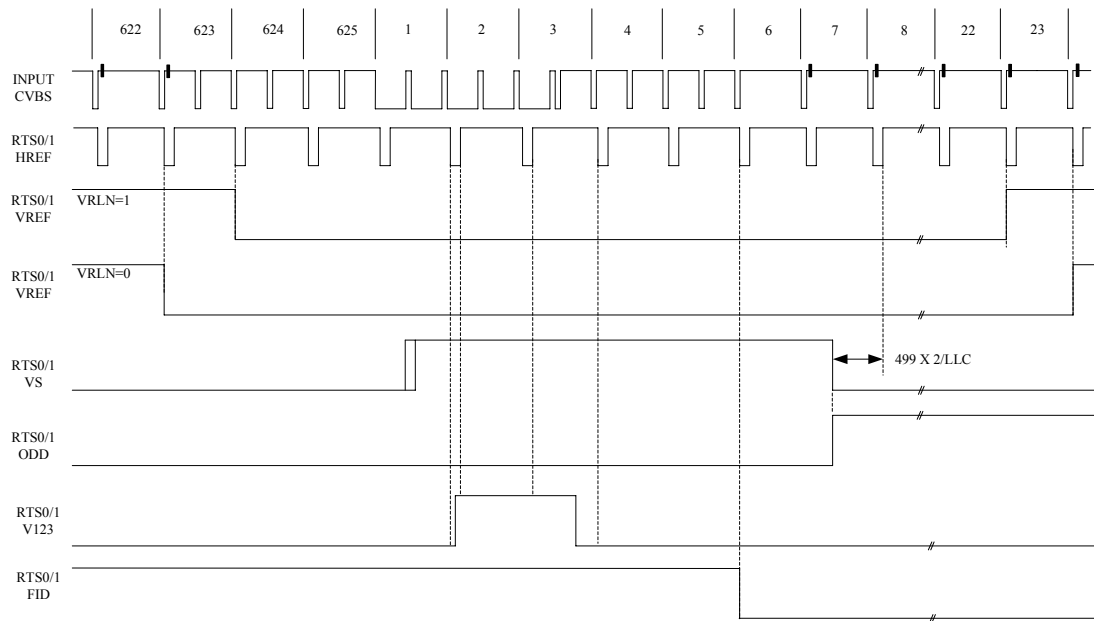 622 623 624 625 1 2 3 4 5 6 7 8 22 23
INPUT
CVBS
RTS0/1
HREF
RTS0/1
VREF
VRLN=1
RTS0/1
VREF
VRLN=0
RTS0/1
VS
499 X 2/LLC
RTS0/1
ODD
RTS0/1
V123
RTS0/1
FID